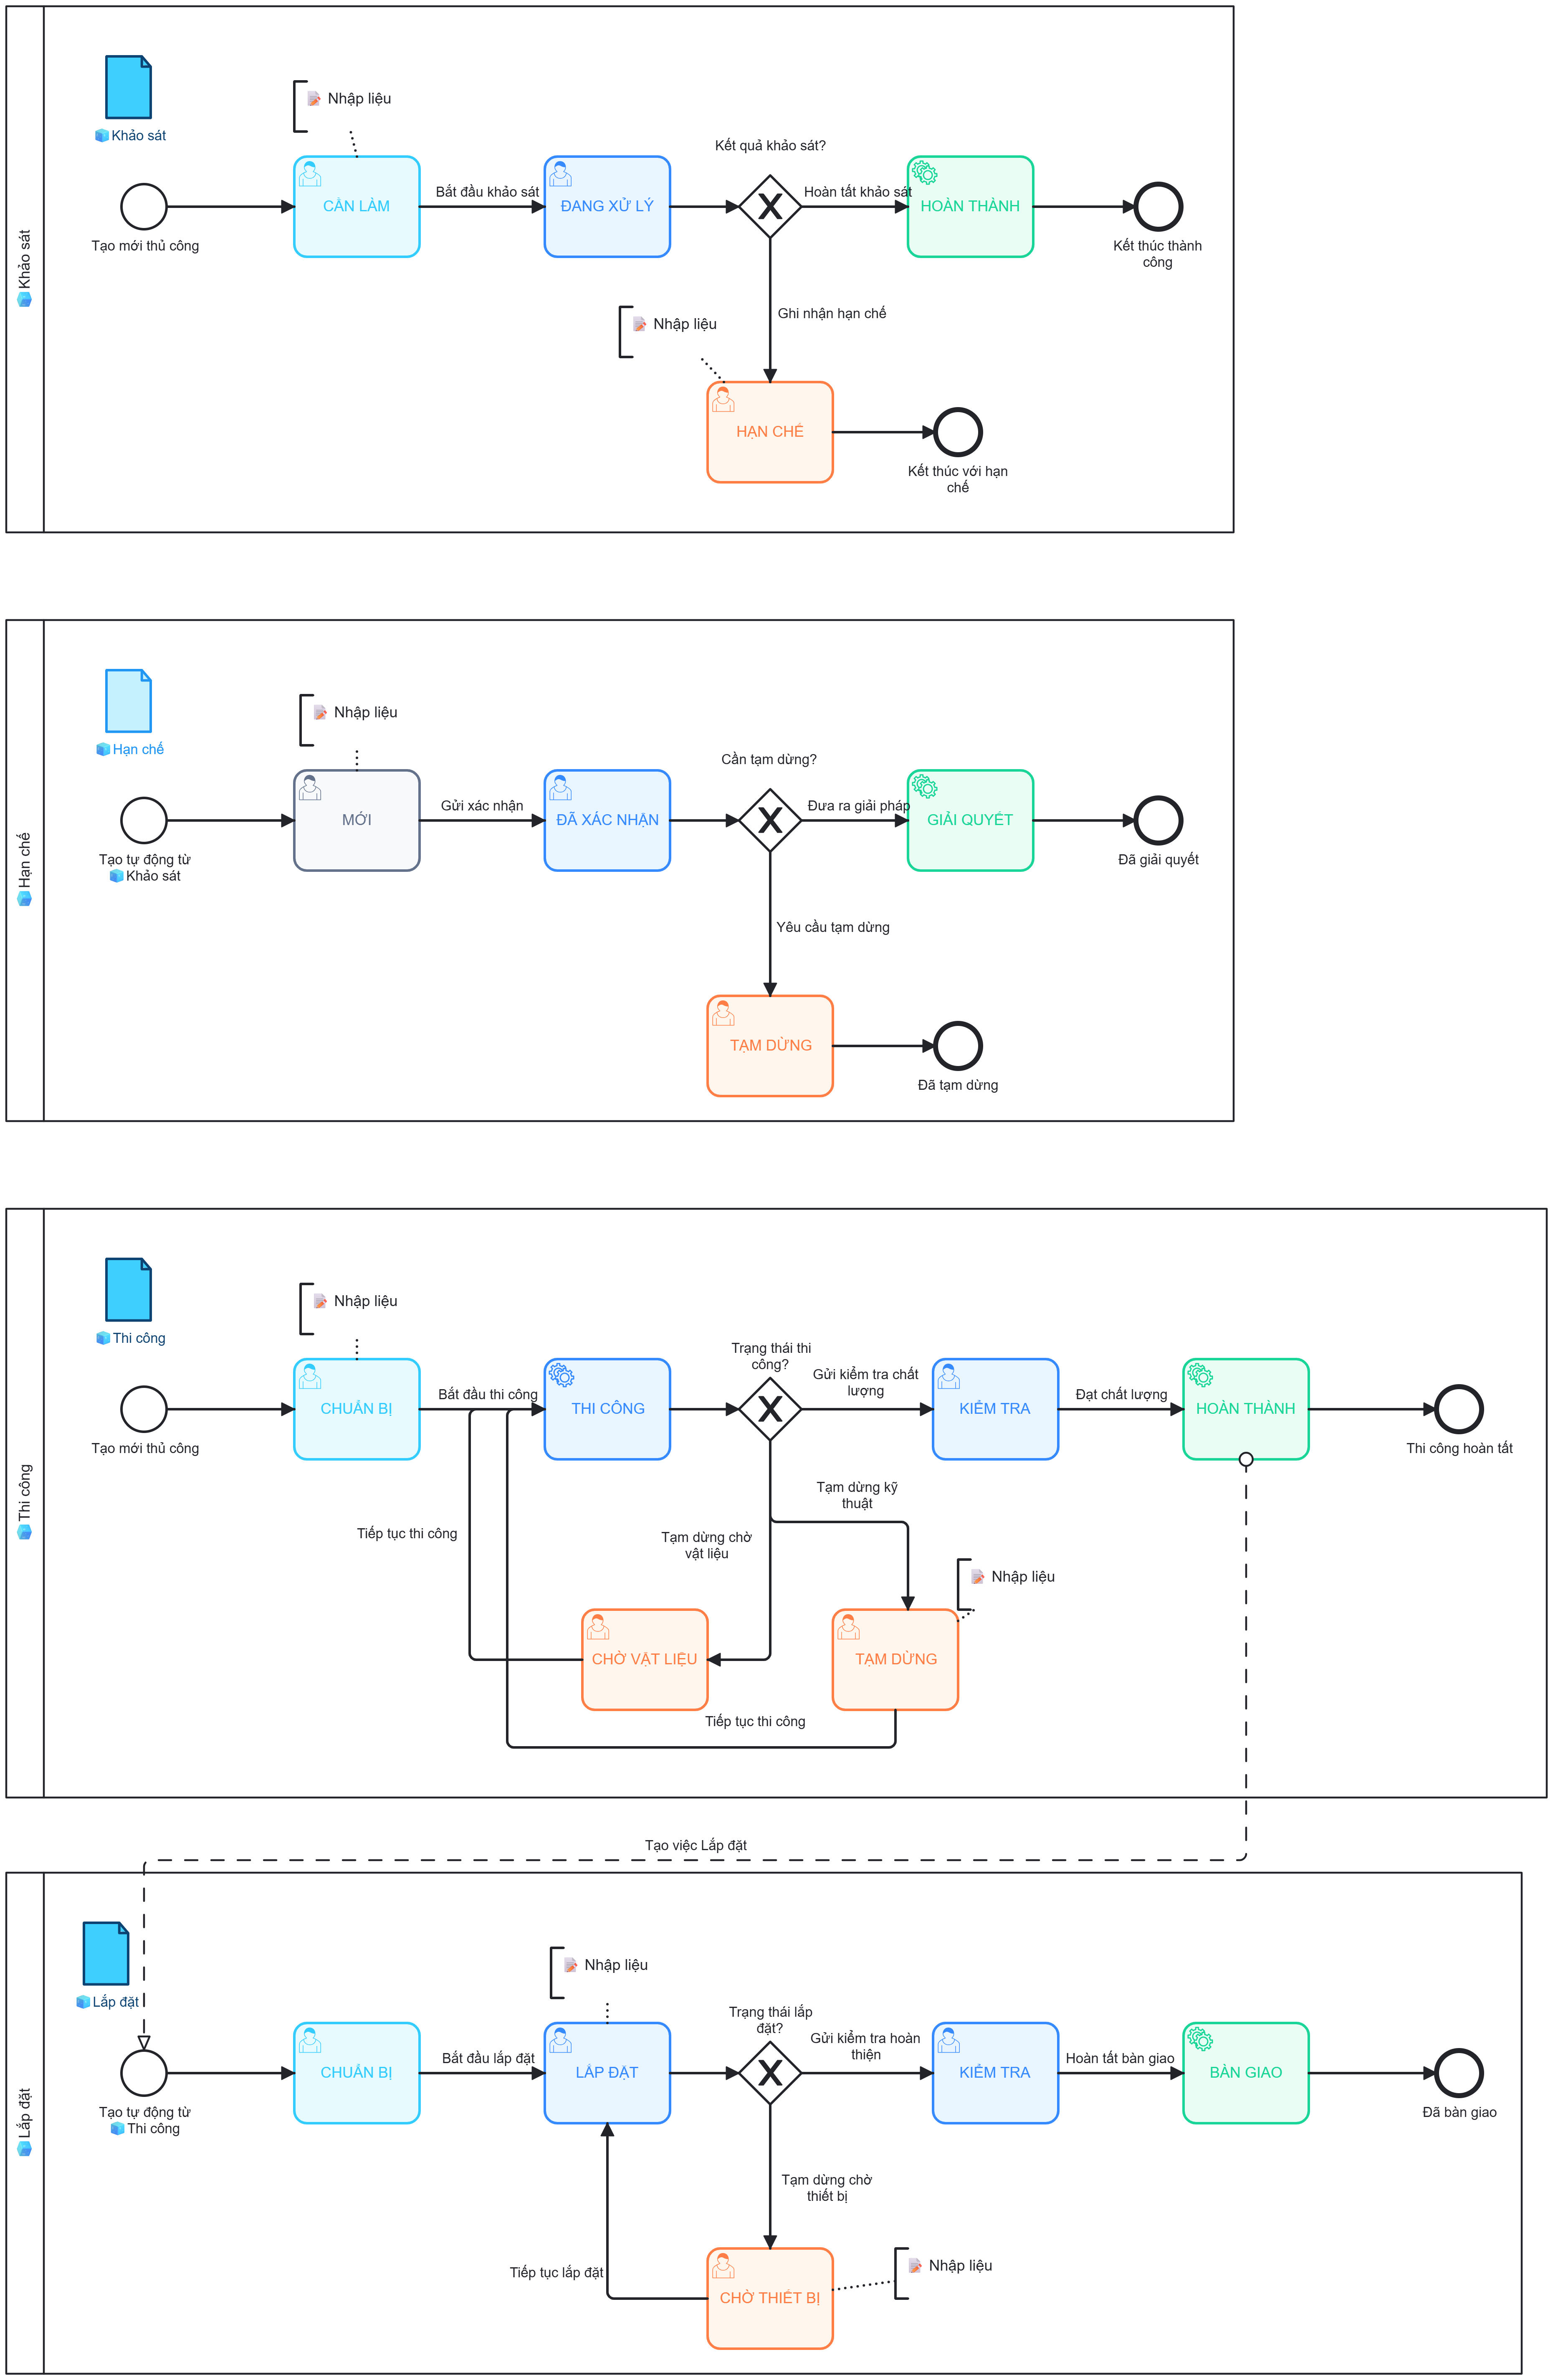 Khảo sát
Khảo sát
Nhập liệu
Tạo mới thủ công
CẦN LÀM
Bắt đầu khảo sát
ĐANG XỬ LÝ
Kết quả khảo sát?
Hoàn tất khảo sát
HOÀN THÀNH
Kết thúc thành
công
Ghi nhận hạn chế
Nhập liệu
HẠN CHẾ
Kết thúc với hạn
chế
Hạn chế
Hạn chế
Nhập liệu
Tạo tự động từ
Khảo sát
MỚI
Gửi xác nhận
ĐÃ XÁC NHẬN
Cần tạm dừng?
Đưa ra giải pháp
GIẢI QUYẾT
Đã giải quyết
Yêu cầu tạm dừng
TẠM DỪNG
Đã tạm dừng
Thi công
Thi công
Nhập liệu
Tạo mới thủ công
CHUẨN BỊ
Bắt đầu thi công
THI CÔNG
Trạng thái thi
công?
Gửi kiểm tra chất
lượng
KIỂM TRA
Đạt chất lượng
HOÀN THÀNH
Thi công hoàn tất
Tạm dừng kỹ
thuật
Tiếp tục thi công
Tạm dừng chờ
vật liệu
Nhập liệu
CHỜ VẬT LIỆU
TẠM DỪNG
Tiếp tục thi công
Tạo việc Lắp đặt
Lắp đặt
Lắp đặt
Nhập liệu
Tạo tự động từ
Thi công
CHUẨN BỊ
Bắt đầu lắp đặt
LẮP ĐẶT
Trạng thái lắp
đặt?
Gửi kiểm tra hoàn
thiện
KIỂM TRA
Hoàn tất bàn giao
BÀN GIAO
Đã bàn giao
Tạm dừng chờ
thiết bị
Tiếp tục lắp đặt
CHỜ THIẾT BỊ
Nhập liệu